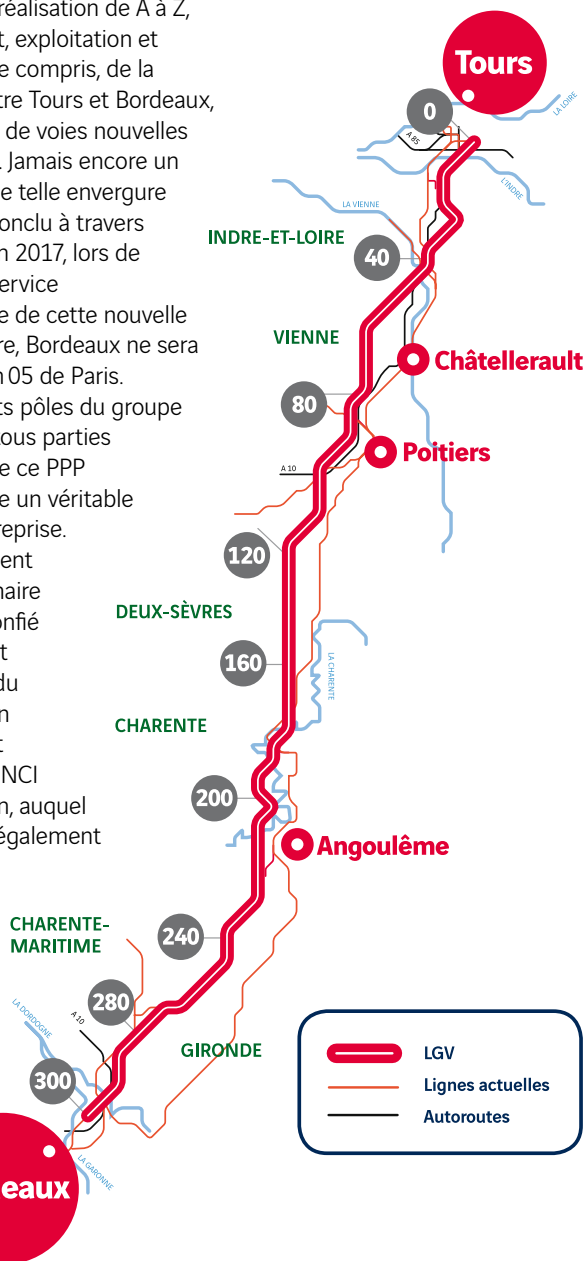 réalisation de A à Z,
t, exploitation et
e compris, de la
tre Tours et Bordeaux,
de voies nouvelles
. Jamais encore un
e telle envergure
onclu à travers
n 2017, lors de
ervice
e de cette nouvelle
re, Bordeaux ne sera
h 05 de Paris.
ts pôles du groupe
tous parties
e ce PPP
e un véritable
reprise.
ent
naire
onfié
t
du
n
t
NCI
n, auquel
également
Tours
0
LA LOIRE
A 85
L'INDRE
LA VIENNE
INDRE-ET-LOIRE
40
VIENNE
Châtellerault
80
Poitiers
A 10
120
DEUX-SÈVRES
160
LA CHARENTE
CHARENTE
200
Angoulême
CHARENTE-
MARITIME
240
280
LA DORDOGNE
A 10
GIRONDE
300
eaux
LA GARONNE
LGV
Lignes actuelles
Autoroutes